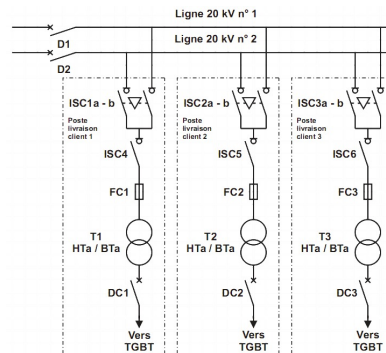 Ligne 20 kV n° 1
D1
Ligne 20 kV n° 2
D2
ISC1a - b
Poste
livraison
client 1
ISC4
FC1
T1
HTa / BTa
DC1
Vers
TGBT
ISC2a - b
Poste
livraison
client 2
ISC5
FC2
T2
HTa / BTa
DC2
Vers
TGBT
ISC3a - b
Poste
livraison
client 3
ISC6
FC3
T3
HTa / BTa
DC3
Vers
TGBT